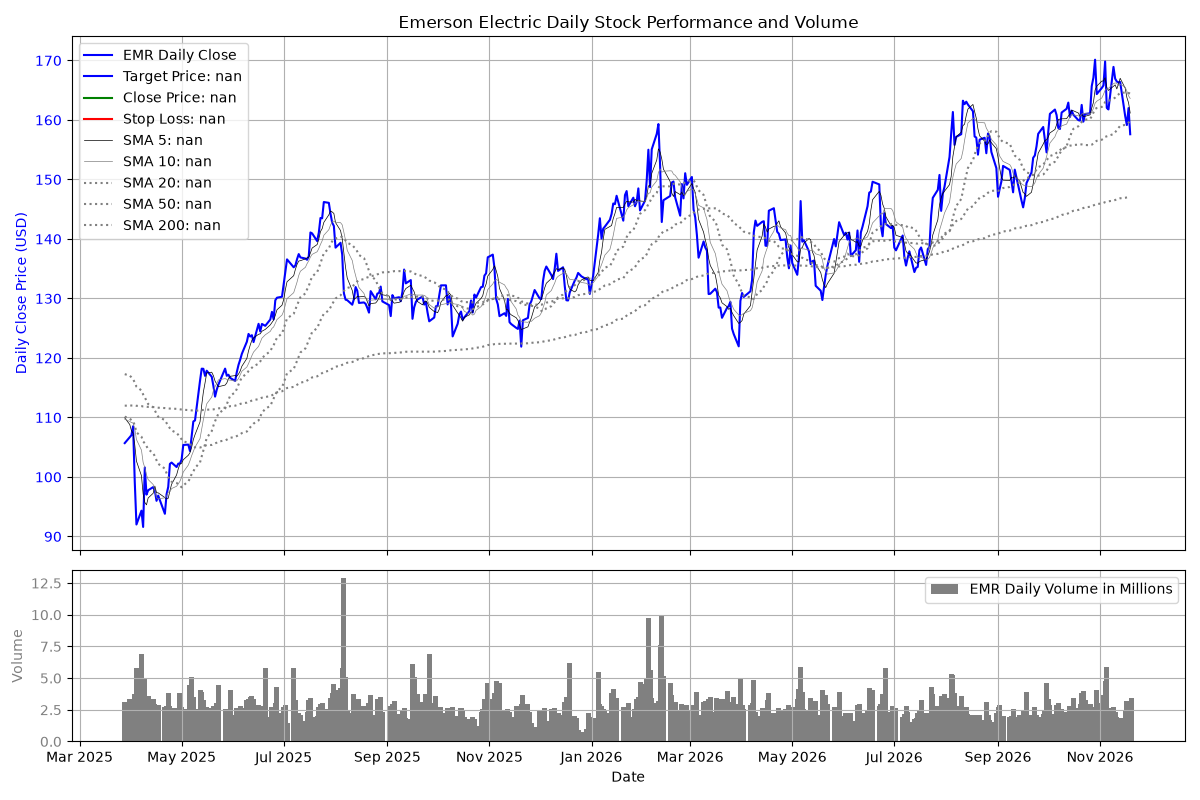 Emerson Electric Daily Stock Performance and Volume
EMR Daily Close
Target Price: nan
Close Price: nan
Stop Loss: nan
SMA 5: nan
SMA 10: nan
SMA 20: nan
SMA 50: nan
SMA 200: nan
Daily Close Price (USD)
170
160
150
140
130
120
110
100
90
EMR Daily Volume in Millions
Volume
12.5
10.0
7.5
5.0
2.5
0.0
Mar 2025 May 2025 Jul 2025 Sep 2025 Nov 2025 Jan 2026 Mar 2026 May 2026 Jul 2026 Sep 2026 Nov 2026
Date